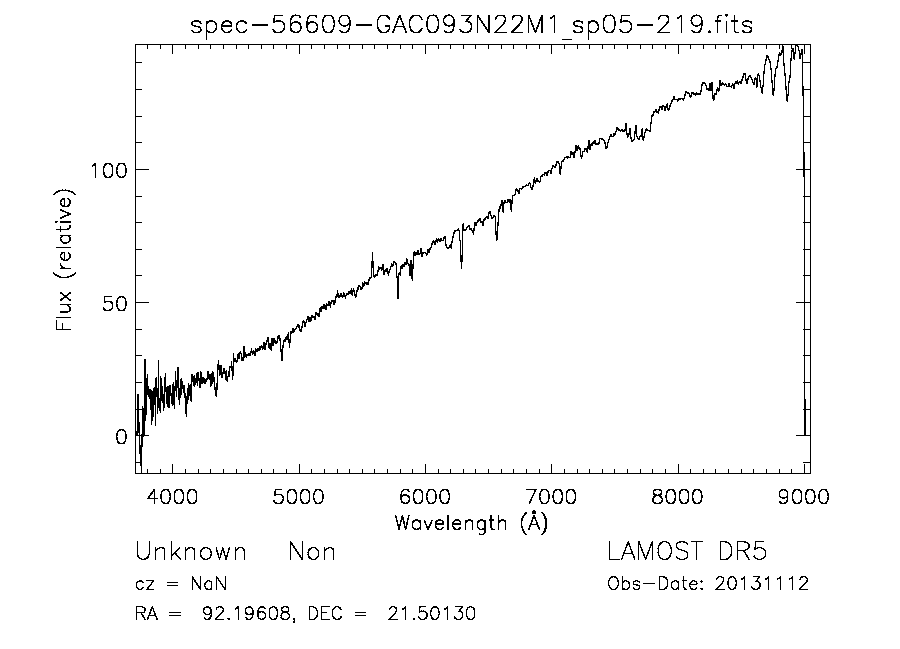 spec-56609-GAC093N22M1_sp05-219.fits
100
50
0
Flux (relative)
4000 5000 6000 7000 8000 9000
Wavelength (Å)
Unknown Non
LAMOST DR5
cz = NaN
Obs-Date: 20131112
RA = 92.19608, DEC = 21.50130